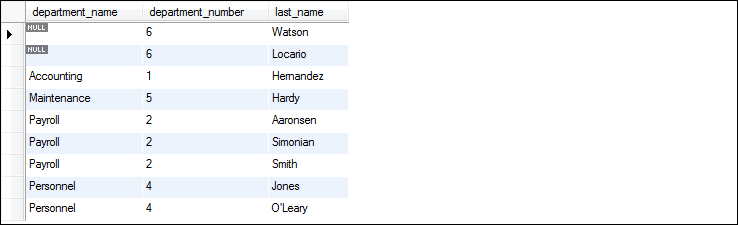 department_name department_number last_name
NULL 6 Watson
NULL 6 Locario
Accounting 1 Hernandez
Maintenance 5 Hardy
Payroll 2 Aaronsen
Payroll 2 Simonian
Payroll 2 Smith
Personnel 4 Jones
Personnel 4 O'Leary